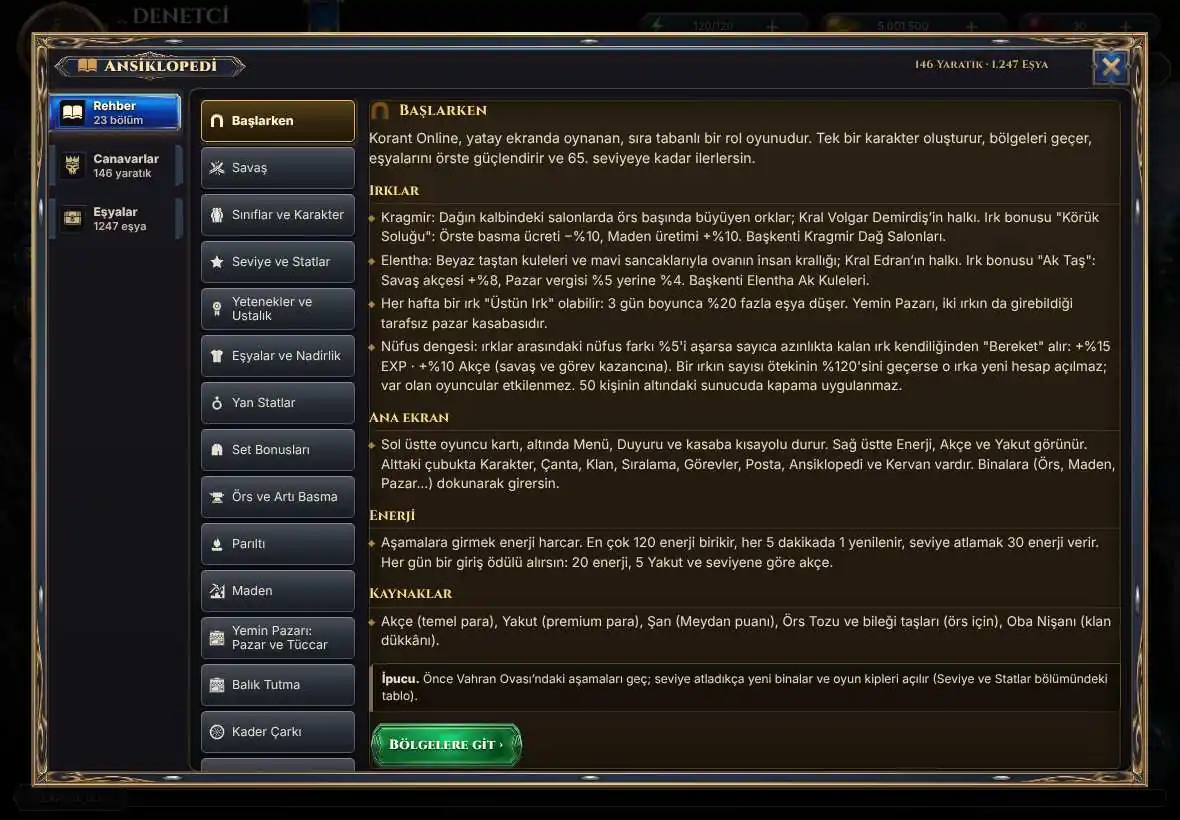 DENETCİ
120/120
5.001.500
30
ANSİKLOPEDİ
146 YARATIK · 1.247 EŞYA
Rehber
23 bölüm
Canavarlar
146 yaratık
Eşyalar
1247 eşya
Başlarken
Savaş
Sınıflar ve Karakter
Seviye ve Statlar
Yetenekler ve
Ustalık
Eşyalar ve Nadirlik
Yan Statlar
Set Bonusları
Örs ve Artı Basma
Parıltı
Maden
Yemin Pazarı:
Pazar ve Tüccar
Balık Tutma
Kader Çarkı
BAŞLARKEN
Korant Online, yatay ekranda oynanan, sıra tabanlı bir rol oyunudur. Tek bir karakter oluşturur, bölgeleri geçer,
eşyalarını örste güçlendirir ve 65. seviyeye kadar ilerlersin.
IRKLAR
Kragmir: Dağın kalbindeki salonlarda örs başında büyüyen orklar; Kral Volgar Demirdiş’in halkı. Irk bonusu "Körük
Soluğu": Örste basma ücreti −%10, Maden üretimi +%10. Başkenti Kragmir Dağ Salonları.
Elentha: Beyaz taştan kuleleri ve mavi sancaklarıyla ovanın insan krallığı; Kral Edran’ın halkı. Irk bonusu "Ak Taş":
Savaş akçesi +%8, Pazar vergisi %5 yerine %4. Başkenti Elentha Ak Kuleleri.
Her hafta bir ırk "Üstün Irk" olabilir: 3 gün boyunca %20 fazla eşya düşer. Yemin Pazarı, iki ırkın da girebildiği
tarafsız pazar kasabasıdır.
Nüfus dengesi: ırklar arasındaki nüfus farkı %5'i aşarsa sayıca azınlıkta kalan ırk kendiliğinden "Bereket" alır: +%15
EXP · +%10 Akçe (savaş ve görev kazancına). Bir ırkın sayısı ötekinin %120'sini geçerse o ırka yeni hesap açılmaz;
var olan oyuncular etkilenmez. 50 kişinin altındaki sunucuda kapama uygulanmaz.
ANA EKRAN
Sol üstte oyuncu kartı, altında Menü, Duyuru ve kasaba kısayolu durur. Sağ üstte Enerji, Akçe ve Yakut görünür.
Alttaki çubukta Karakter, Çanta, Klan, Sıralama, Görevler, Posta, Ansiklopedi ve Kervan vardır. Binalara (Örs, Maden,
Pazar…) dokunarak girersin.
ENERJİ
Aşamalara girmek enerji harcar. En çok 120 enerji birikir, her 5 dakikada 1 yenilenir, seviye atlamak 30 enerji verir.
Her gün bir giriş ödülü alırsın: 20 enerji, 5 Yakut ve seviyene göre akçe.
KAYNAKLAR
Akçe (temel para), Yakut (premium para), Şan (Meydan puanı), Örs Tozu ve bileği taşları (örs için), Oba Nişanı (klan
dükkânı).
İpucu. Önce Vahran Ovası’ndaki aşamaları geç; seviye atladıkça yeni binalar ve oyun kipleri açılır (Seviye ve Statlar bölümündeki
tablo).
BÖLGELERE GİT ›